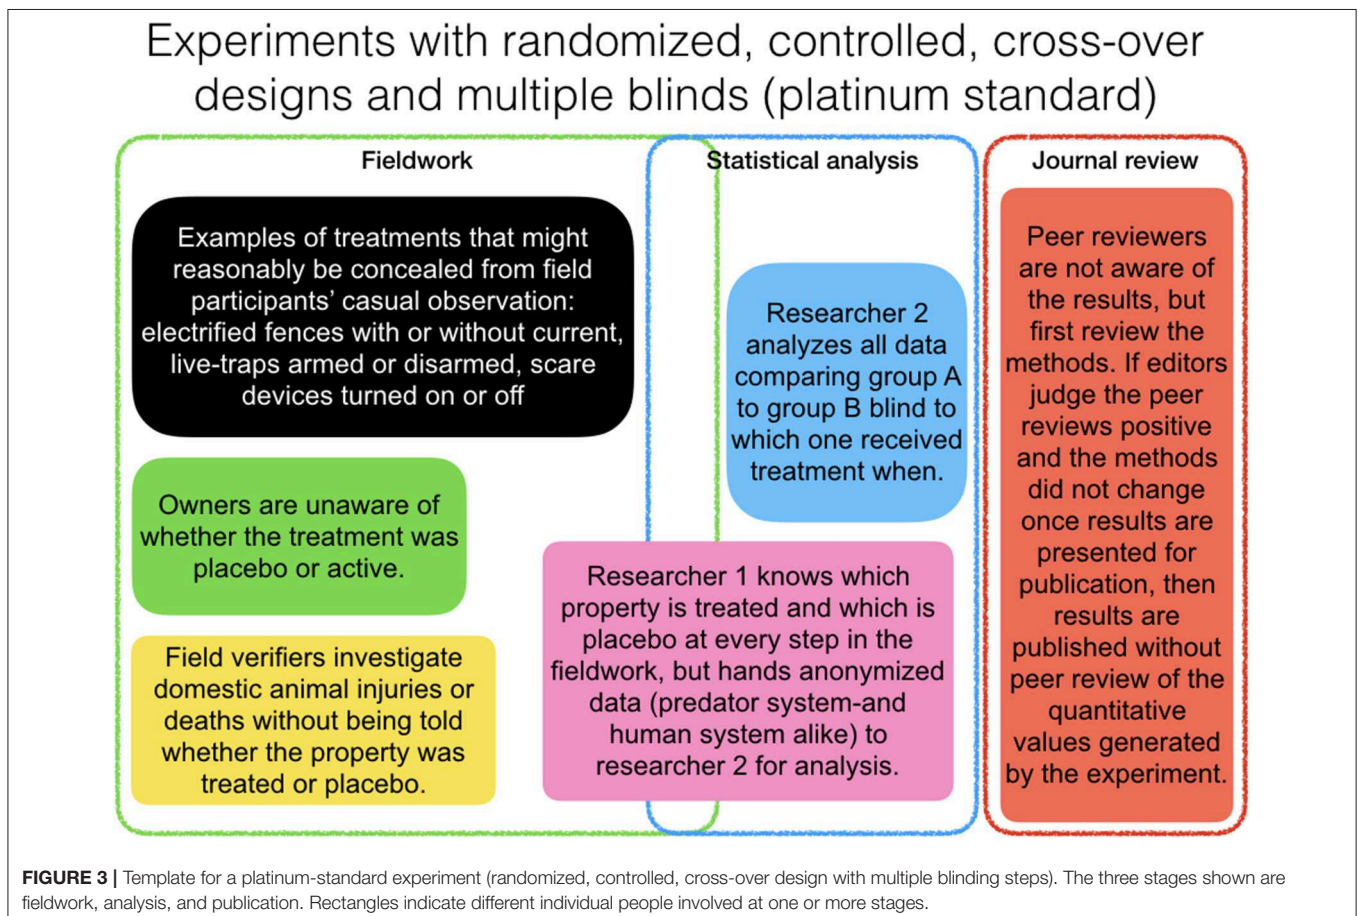 Experiments with randomized, controlled, cross-over
designs and multiple blinds (platinum standard)
Fieldwork
Examples of treatments that might
reasonably be concealed from field
participants’ casual observation:
electrified fences with or without current,
live-traps armed or disarmed, scare
devices turned on or off
Owners are unaware of
whether the treatment was
placebo or active.
Field verifiers investigate
domestic animal injuries or
deaths without being told
whether the property was
treated or placebo.
Statistical analysis
Researcher 2
analyzes all data
comparing group A
to group B blind to
which one received
treatment when.
Researcher 1 knows which
property is treated and which is
placebo at every step in the
fieldwork, but hands anonymized
data (predator system-and
human system alike) to
researcher 2 for analysis.
Journal review
Peer reviewers
are not aware of
the results, but
first review the
methods. If editors
judge the peer
reviews positive
and the methods
did not change
once results are
presented for
publication, then
results are
published without
peer review of the
quantitative
values generated
by the experiment.
FIGURE 3 | Template for a platinum-standard experiment (randomized, controlled, cross-over design with multiple blinding steps). The three stages shown are
fieldwork, analysis, and publication. Rectangles indicate different individual people involved at one or more stages.